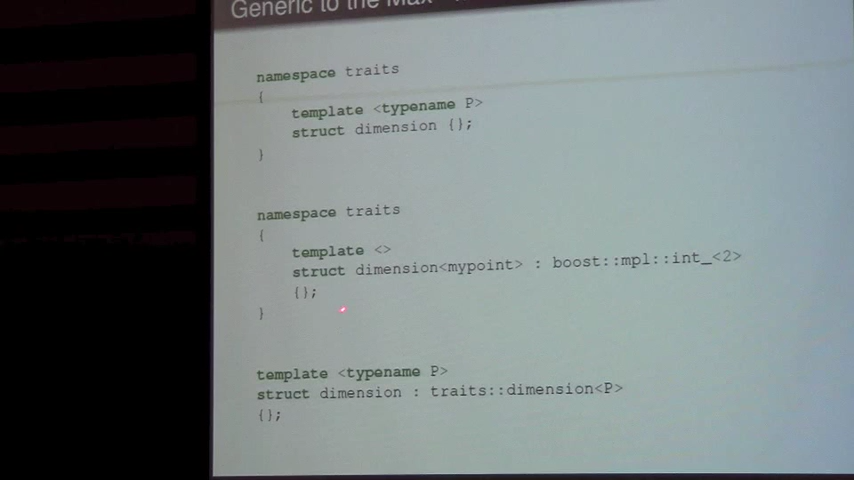 Generic to the Max
namespace traits
{
template <typename P>
struct dimension {};
}
namespace traits
{
template <>
struct dimension<mypoint> : boost::mpl::int_<2>
{};
}
template <typename P>
struct dimension : traits::dimension<P>
{};